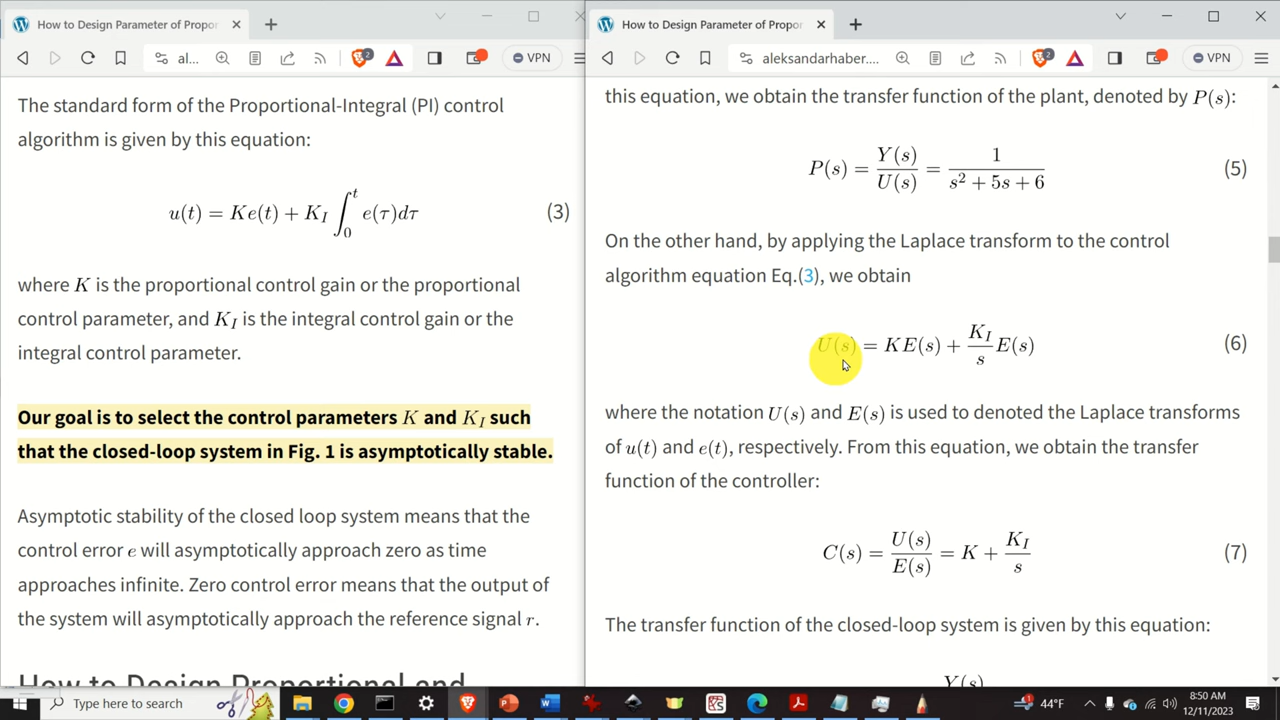 How to Design Parameter of Propor
al...
2
VPN
The standard form of the Proportional-Integral (PI) control
algorithm is given by this equation:
u(t) = Ke(t) + K_I ∫_0^t e(τ)dτ (3)
where K is the proportional control gain or the proportional
control parameter, and K_I is the integral control gain or the
integral control parameter.
Our goal is to select the control parameters K and K_I such
that the closed-loop system in Fig. 1 is asymptotically stable.
Asymptotic stability of the closed loop system means that the
control error e will asymptotically approach zero as time
approaches infinite. Zero control error means that the output of
the system will asymptotically approach the reference signal r.
How to Design Proportional and
How to Design Parameter of Propor
aleksandarhaber....
2
VPN
this equation, we obtain the transfer function of the plant, denoted by P(s):
P(s) = Y(s)/U(s) = 1/(s² + 5s + 6) (5)
On the other hand, by applying the Laplace transform to the control
algorithm equation Eq.(3), we obtain
U(s) = KE(s) + K_I/s E(s) (6)
where the notation U(s) and E(s) is used to denoted the Laplace transforms
of u(t) and e(t), respectively. From this equation, we obtain the transfer
function of the controller:
C(s) = U(s)/E(s) = K + K_I/s (7)
The transfer function of the closed-loop system is given by this equation:
Y(s)
Type here to search
44°F
8:50 AM
12/11/2023